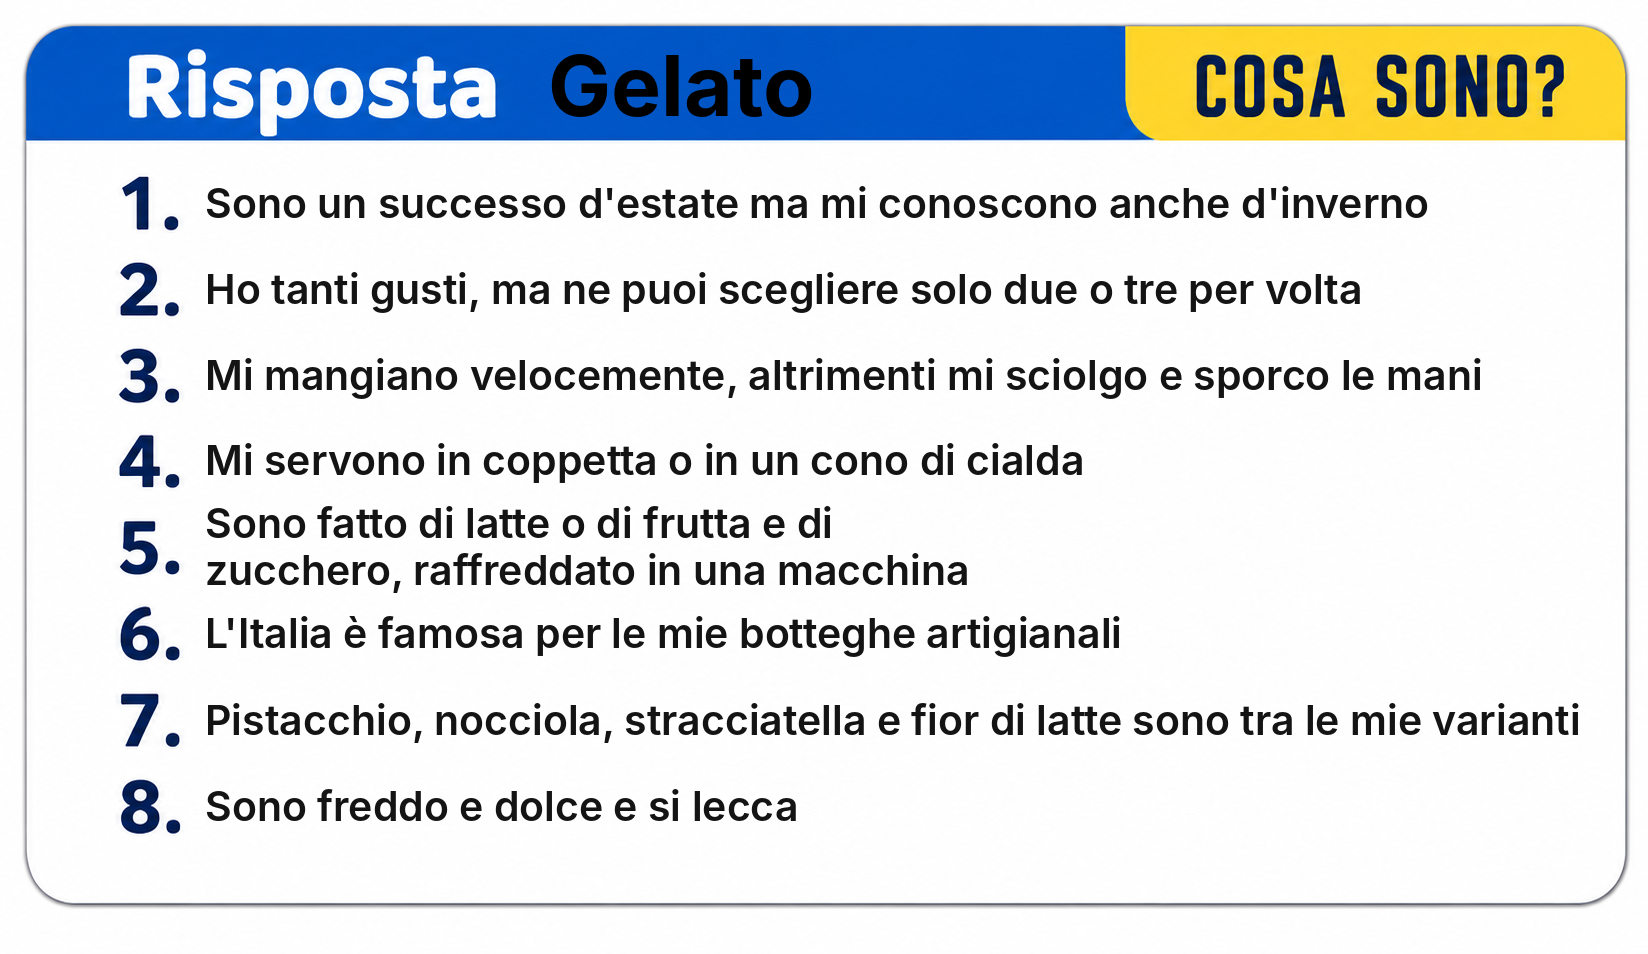 Risposta Gelato COSA SONO?
1. Sono un successo d'estate ma mi conoscono anche d'inverno
2. Ho tanti gusti, ma ne puoi scegliere solo due o tre per volta
3. Mi mangiano velocemente, altrimenti mi sciolgo e sporco le mani
4. Mi servono in coppetta o in un cono di cialda
5. Sono fatto di latte o di frutta e di
zucchero, raffreddato in una macchina
6. L'Italia è famosa per le mie botteghe artigianali
7. Pistacchio, nocciola, stracciatella e fior di latte sono tra le mie varianti
8. Sono freddo e dolce e si lecca